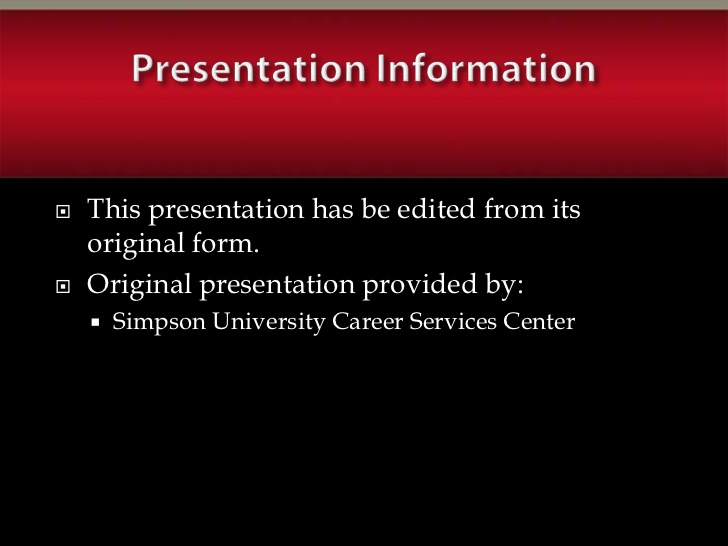 Presentation Information
This presentation has be edited from its
original form.
Original presentation provided by:
Simpson University Career Services Center